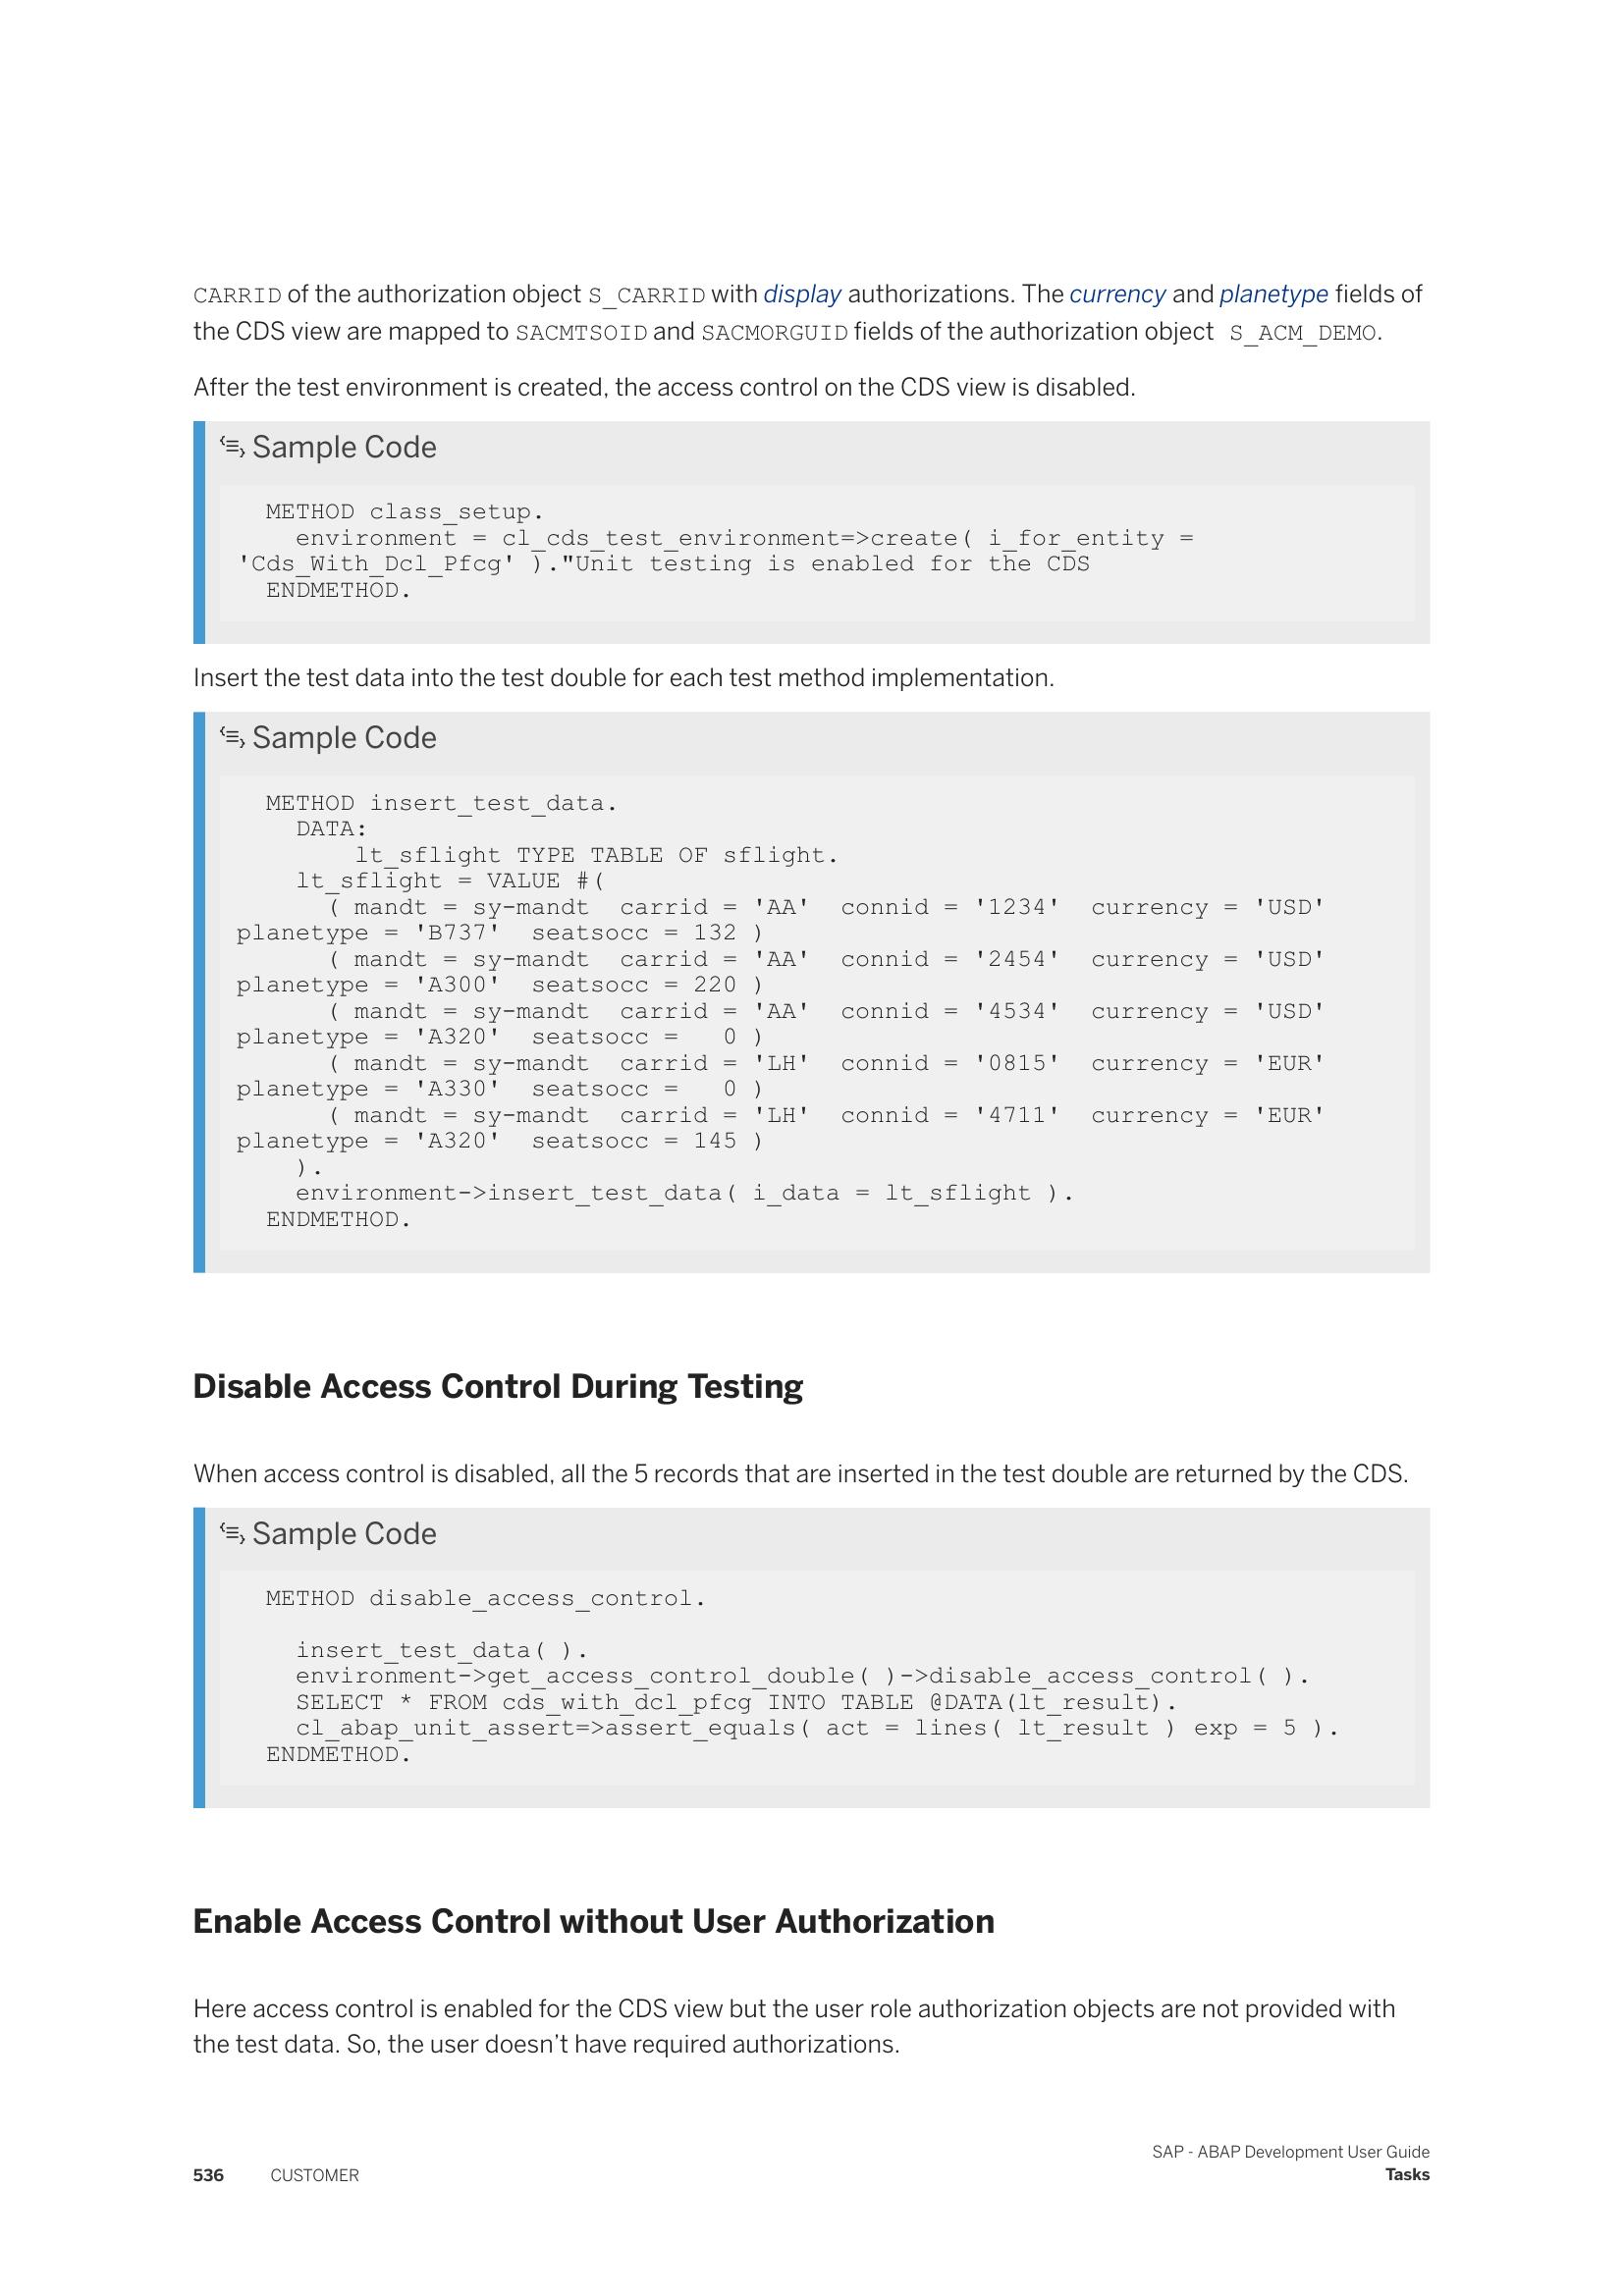 CARRID of the authorization object S_CARRID with display authorizations. The currency and planetype fields of
the CDS view are mapped to SACMTSOID and SACMORGUID fields of the authorization object S_ACM_DEMO.
After the test environment is created, the access control on the CDS view is disabled.
Sample Code
METHOD class_setup.
environment = cl_cds_test_environment=>create( i_for_entity =
'Cds_With_Dcl_Pfcg' )."Unit testing is enabled for the CDS
ENDMETHOD.
Insert the test data into the test double for each test method implementation.
Sample Code
METHOD insert_test_data.
DATA:
lt_sflight TYPE TABLE OF sflight.
lt_sflight = VALUE #(
( mandt = sy-mandt  carrid = 'AA'  connid = '1234'  currency = 'USD'
planetype = 'B737'  seatsocc = 132 )
( mandt = sy-mandt  carrid = 'AA'  connid = '2454'  currency = 'USD'
planetype = 'A300'  seatsocc = 220 )
( mandt = sy-mandt  carrid = 'AA'  connid = '4534'  currency = 'USD'
planetype = 'A320'  seatsocc =   0 )
( mandt = sy-mandt  carrid = 'LH'  connid = '0815'  currency = 'EUR'
planetype = 'A330'  seatsocc =   0 )
( mandt = sy-mandt  carrid = 'LH'  connid = '4711'  currency = 'EUR'
planetype = 'A320'  seatsocc = 145 )
).
environment->insert_test_data( i_data = lt_sflight ).
ENDMETHOD.
Disable Access Control During Testing
When access control is disabled, all the 5 records that are inserted in the test double are returned by the CDS.
Sample Code
METHOD disable_access_control.
insert_test_data( ).
environment->get_access_control_double( )->disable_access_control( ).
SELECT * FROM cds_with_dcl_pfcg INTO TABLE @DATA(lt_result).
cl_abap_unit_assert=>assert_equals( act = lines( lt_result ) exp = 5 ).
ENDMETHOD.
Enable Access Control without User Authorization
Here access control is enabled for the CDS view but the user role authorization objects are not provided with
the test data. So, the user doesn’t have required authorizations.
SAP - ABAP Development User Guide
536 CUSTOMER Tasks